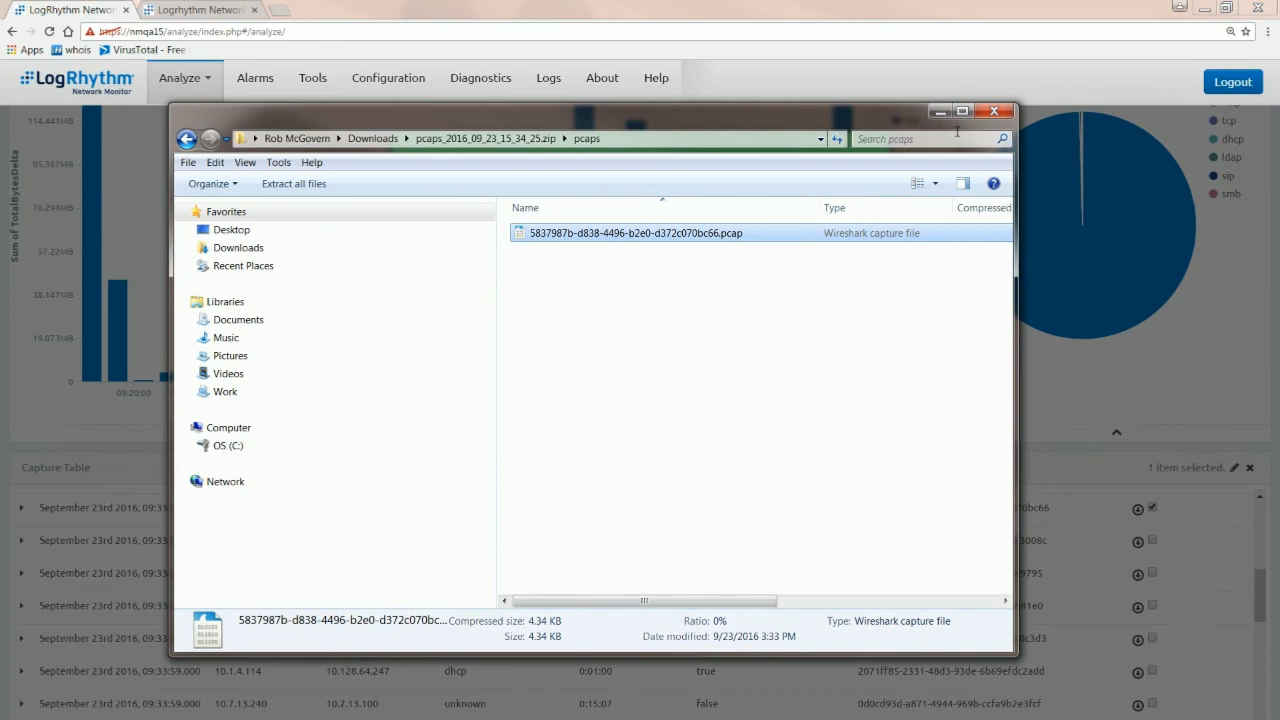 LogRhythm Network
Logrhythm Network
https://nmqa15/analyze/index.php#/analyze/
Apps
whois
VirusTotal - Free
LogRhythm
Network Monitor
Analyze
Alarms
Tools
Configuration
Diagnostics
Logs
About
Help
Logout
Rob McGovern
Downloads
pcaps_2016_09_23_15_34_25.zip
pcaps
Search pcaps
File Edit View Tools Help
Organize
Extract all files
Name
Type
Compressed
5837987b-d838-4496-b2e0-d372c070bc66.pcap
Wireshark capture file
Favorites
Desktop
Downloads
Recent Places
Libraries
Documents
Music
Pictures
Videos
Work
Computer
OS (C:)
Network
5837987b-d838-4496-b2e0-d372c070bc...
Compressed size: 4.34 KB
Size: 4.34 KB
Ratio: 0%
Date modified: 9/23/2016 3:33 PM
Type: Wireshark capture file
Sum of TotalBytesDelta
114.441MB
95.367MB
76.294MB
57.22MB
38.147MB
19.073MB
0
09:20:00
tcp
dhcp
ldap
sip
smb
Capture Table
1 item selected.
September 23rd 2016, 09:33
0bc66
September 23rd 2016, 09:33
3008c
September 23rd 2016, 09:33
9795
September 23rd 2016, 09:33
41e0
September 23rd 2016, 09:33
0c3d3
September 23rd 2016, 09:33:59.000 10.1.4.114 10.128.64.247 dhcp 0:01:00 true 2071ff85-2331-48d3-93de-6b69efdc2add
September 23rd 2016, 09:33:59.000 10.7.13.240 10.7.13.100 unknown 0:15:07 false 0d0cd93d-a871-4944-969b-ccfa9b2e3fcf